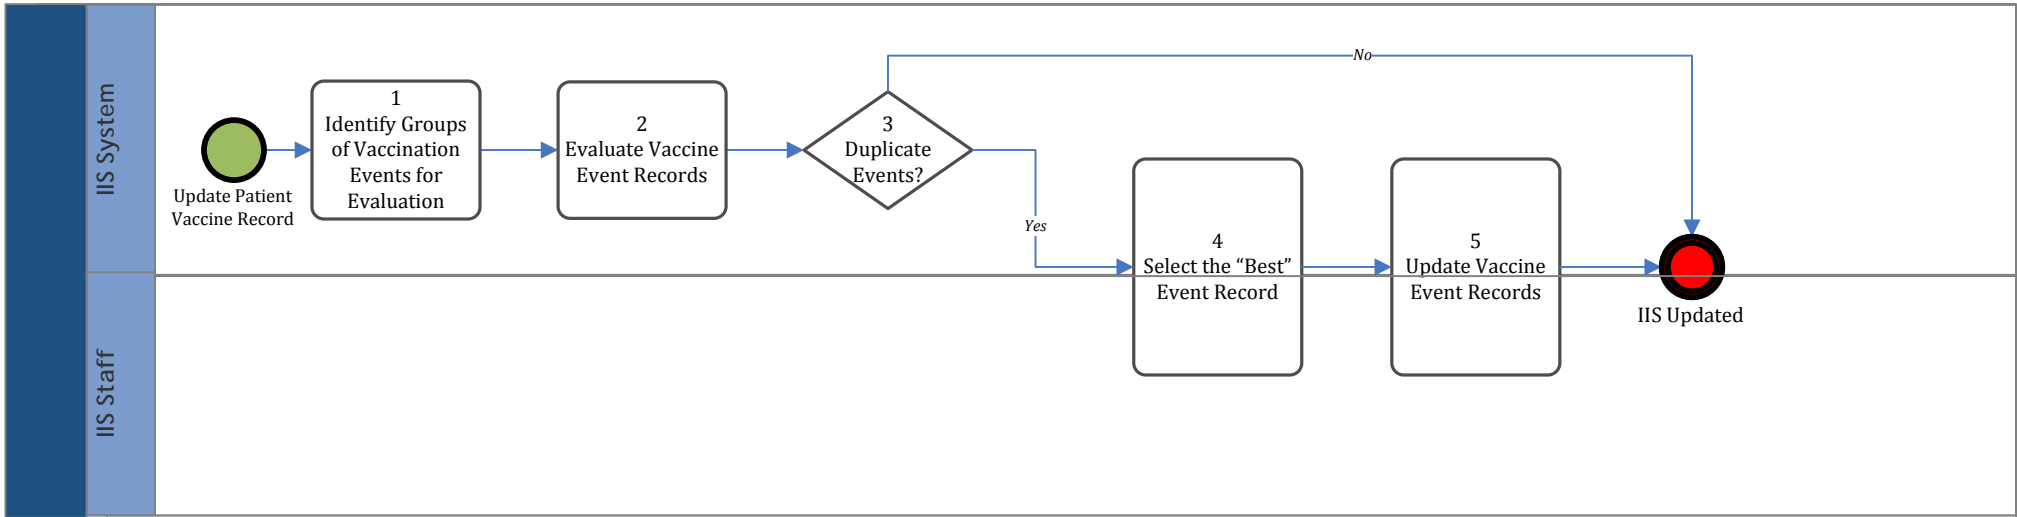 IIS System
Update Patient
Vaccine Record
1
Identify Groups
of Vaccination
Events for
Evaluation
2
Evaluate Vaccine
Event Records
3
Duplicate
Events?
No
Yes
4
Select the “Best”
Event Record
5
Update Vaccine
Event Records
IIS Updated
IIS Staff